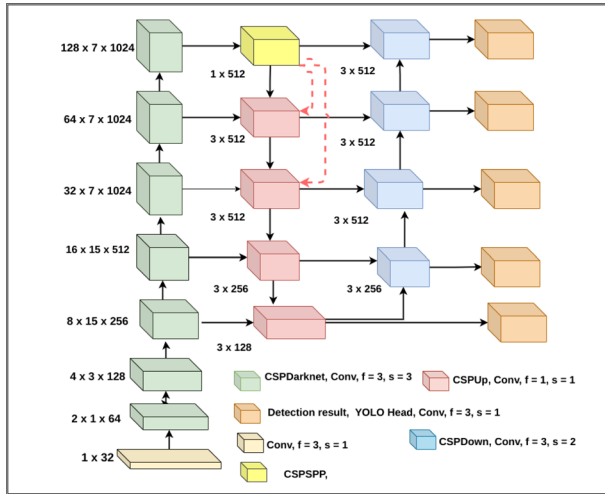 128 x 7 x 1024
1 x 512
3 x 512
64 x 7 x 1024
3 x 512
3 x 512
32 x 7 x 1024
3 x 512
3 x 512
16 x 15 x 512
3 x 256
3 x 256
8 x 15 x 256
3 x 128
4 x 3 x 128
CSPDarknet, Conv, f = 3, s = 3
CSPUp, Conv, f = 1, s = 1
2 x 1 x 64
Detection result, YOLO Head, Conv, f = 3, s = 1
Conv, f = 3, s = 1
CSPDown, Conv, f = 3, s = 2
1 x 32
CSPSPP,